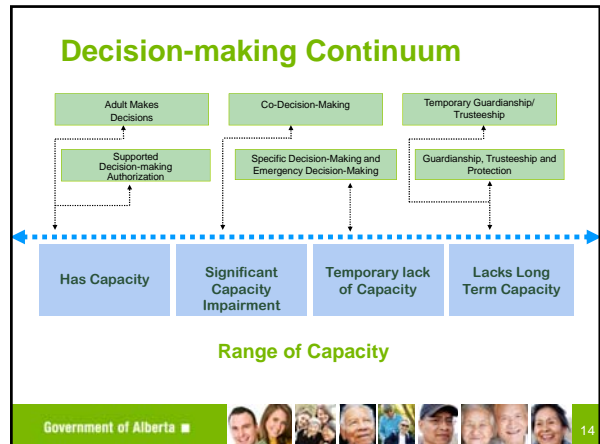 Decision-making Continuum
Adult Makes
Decisions
Co-Decision-Making
Temporary Guardianship/
Trusteeship
Supported
Decision-making
Authorization
Specific Decision-Making and
Emergency Decision-Making
Guardianship, Trusteeship and
Protection
Has Capacity
Significant
Capacity
Impairment
Temporary lack
of Capacity
Lacks Long
Term Capacity
Range of Capacity
Government of Alberta ■
14